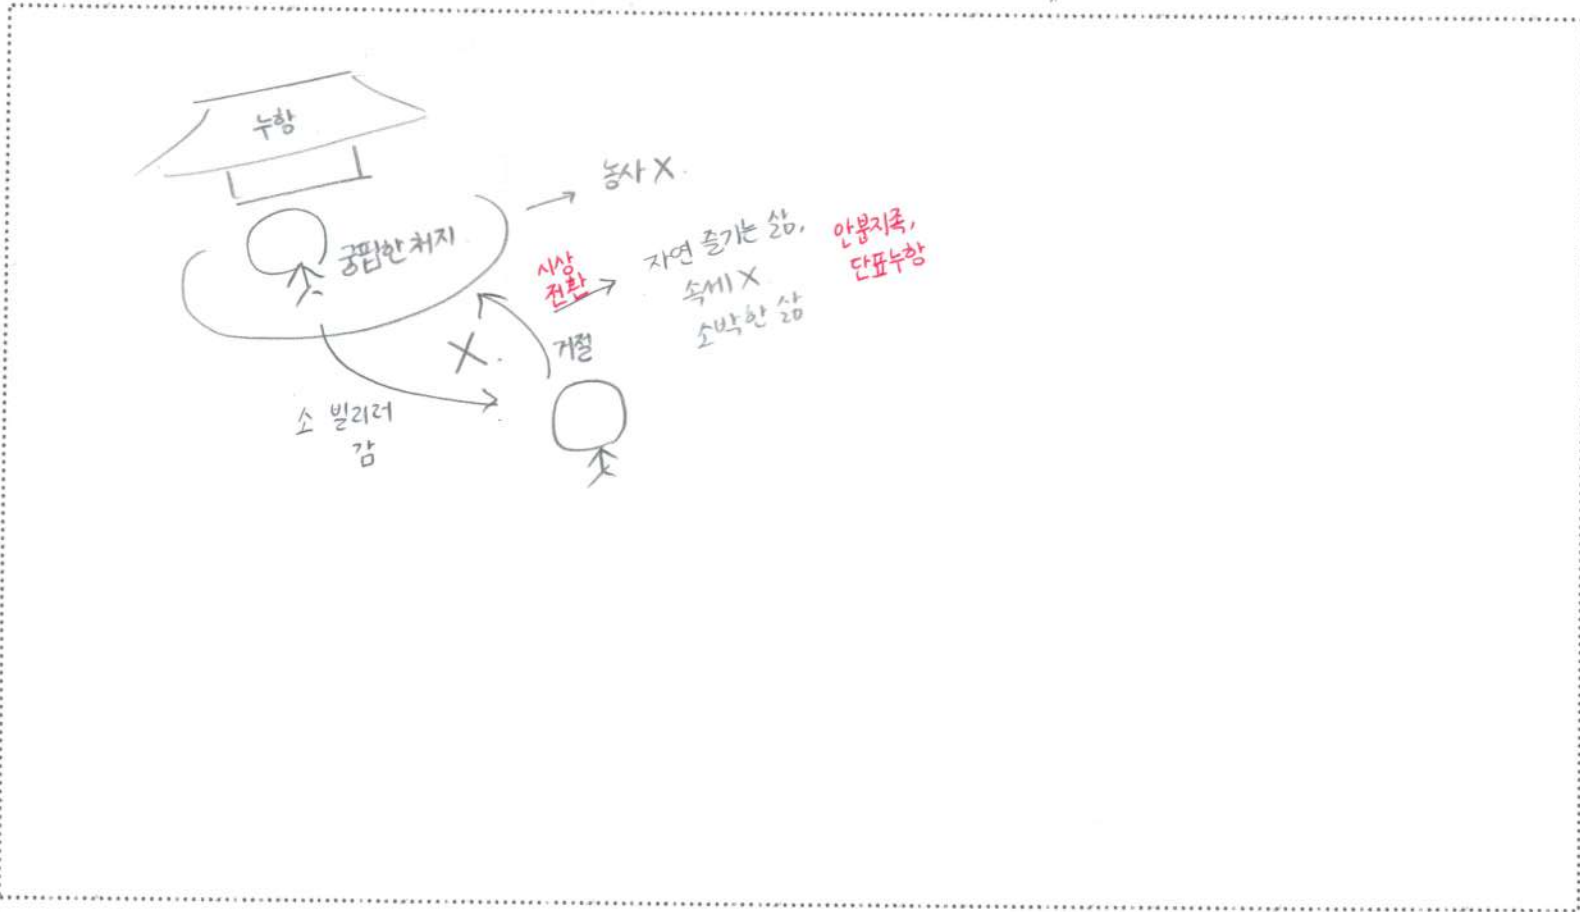 누항
농사 X.
궁핍한 처지
시상
전환
자연 즐기는 삶,
속세 X
소박한 삶
안분지족,
단표누항
X.
거절
소 빌리러
감